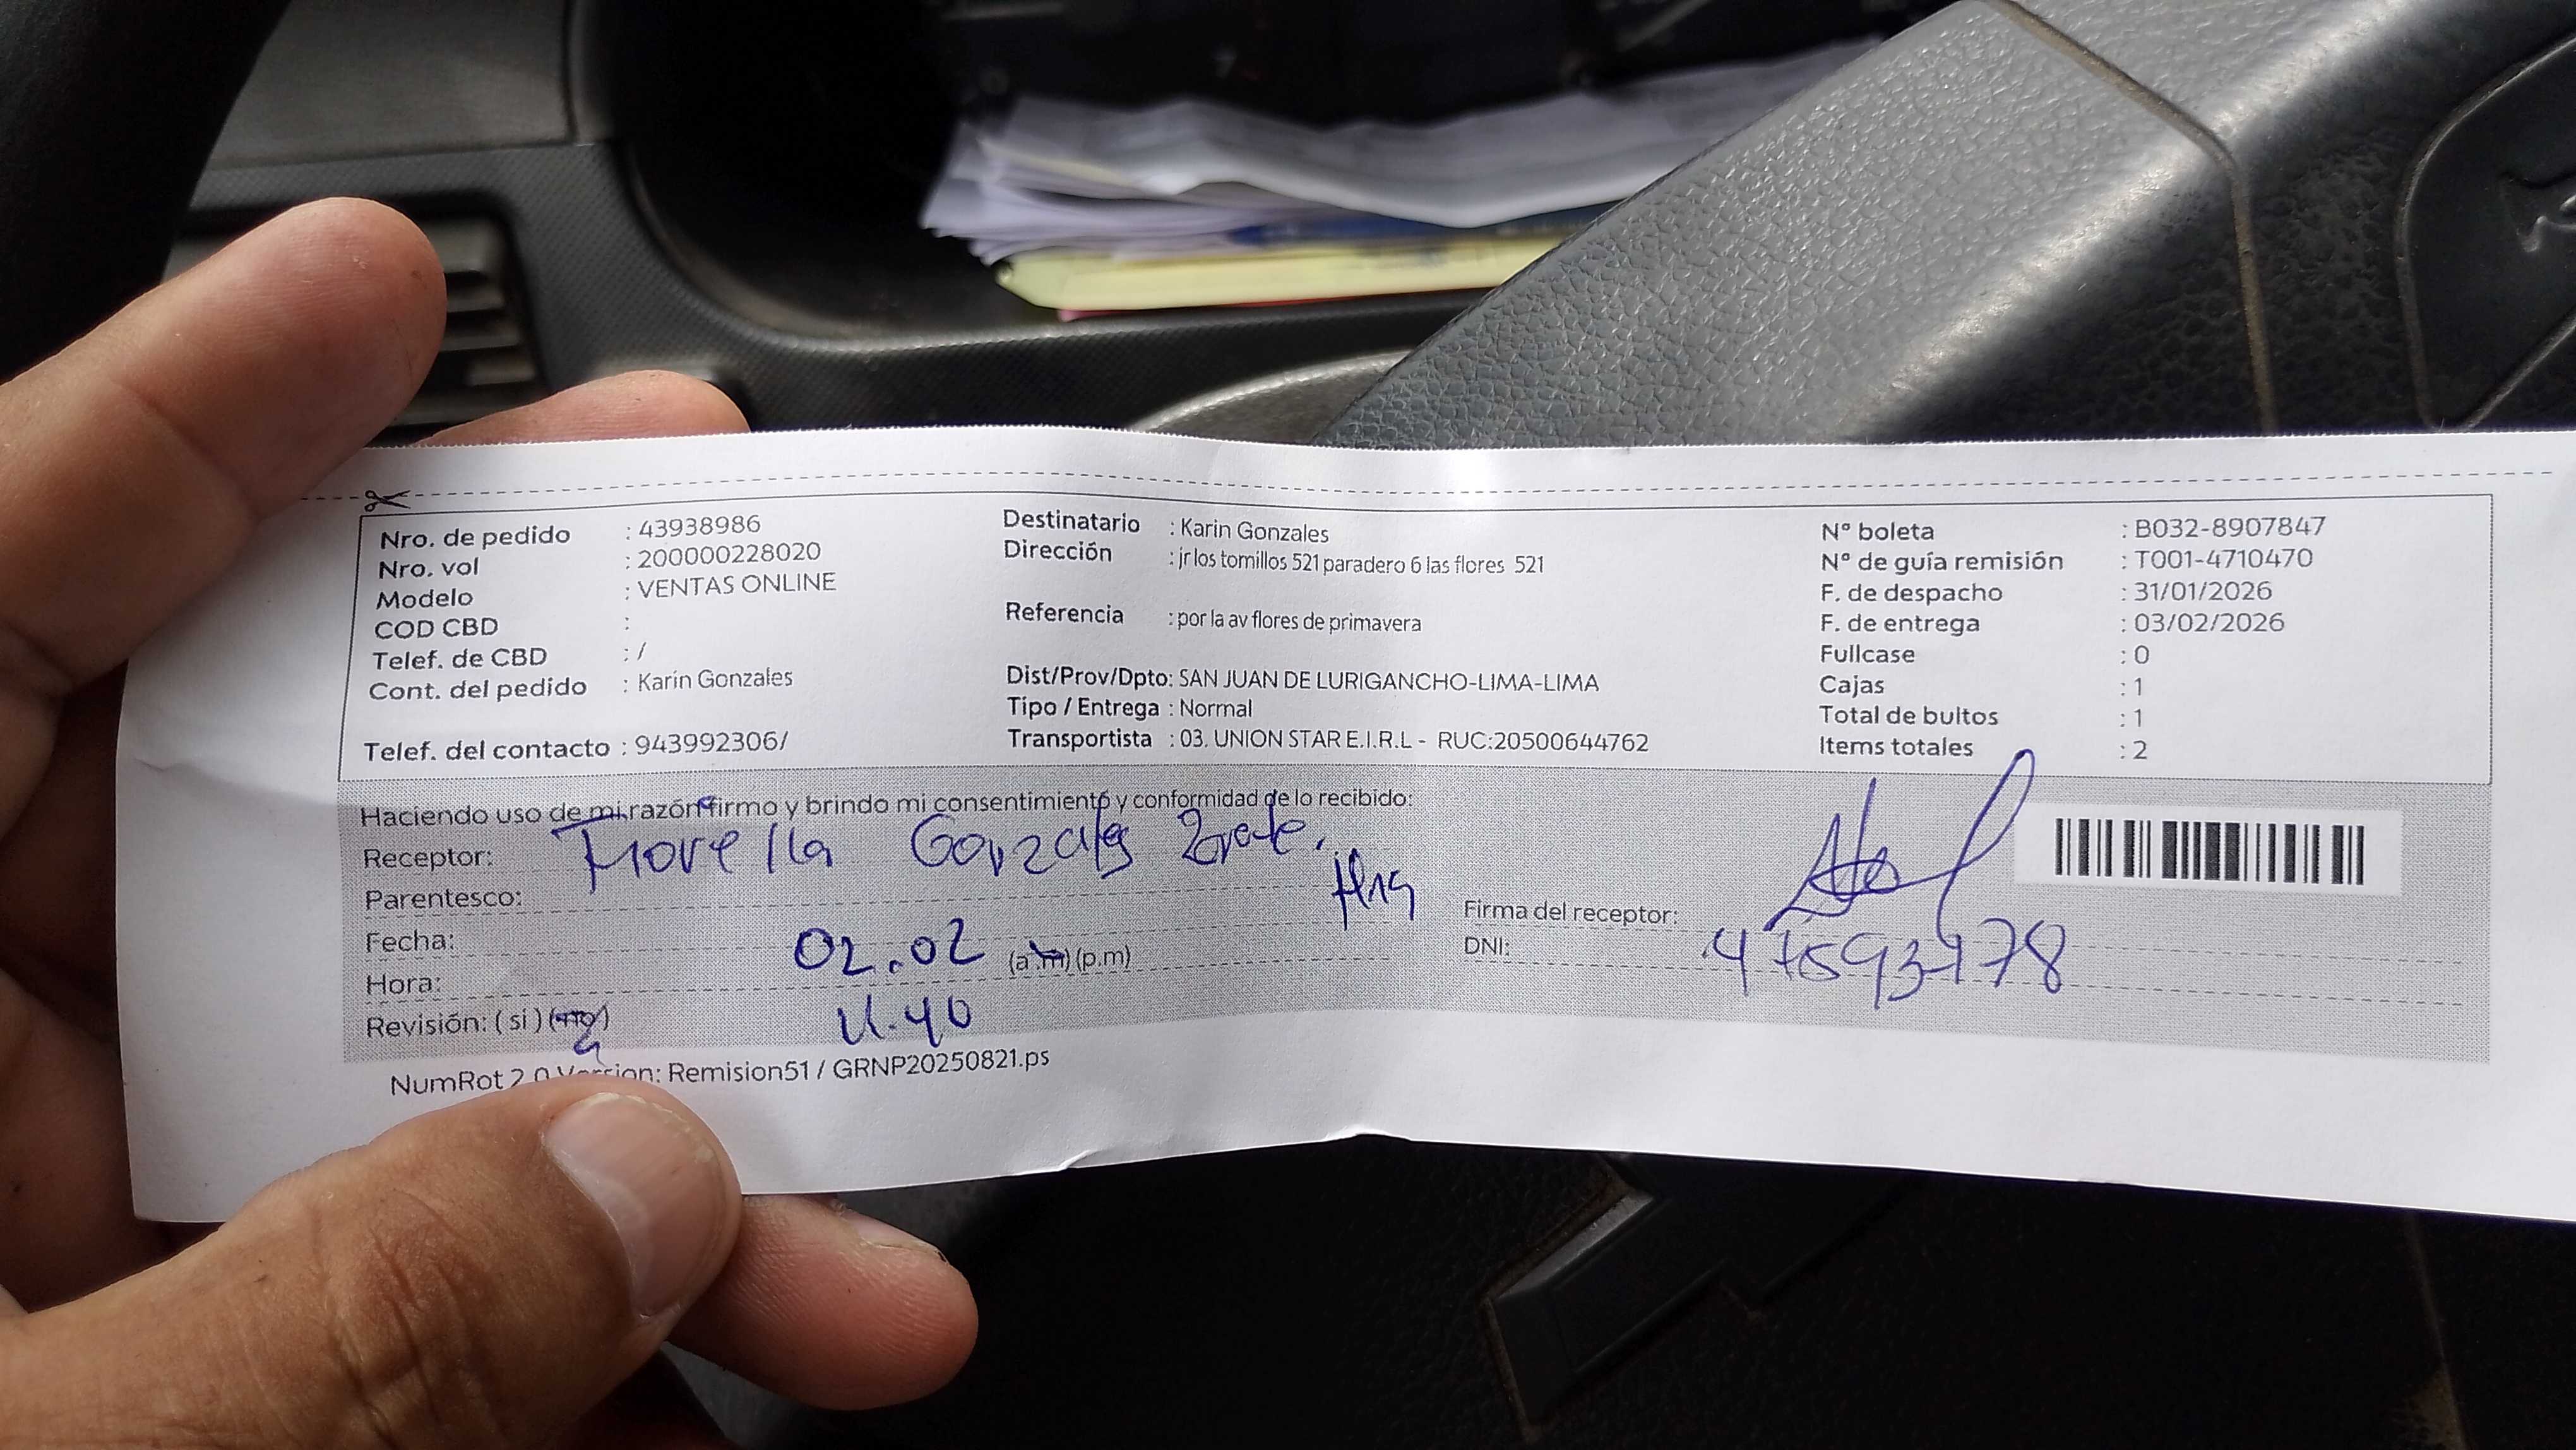 Nro. de pedido : 43938986
Nro. vol : 200000228020
Modelo : VENTAS ONLINE
COD CBD :
Telef. de CBD : /
Cont. del pedido : Karin Gonzales
Telef. del contacto : 943992306/
Destinatario : Karin Gonzales
Dirección : jr los tomillos 521 paradero 6 las flores 521
Referencia : por la av flores de primavera
Dist/Prov/Dpto: SAN JUAN DE LURIGANCHO-LIMA-LIMA
Tipo / Entrega : Normal
Transportista : 03. UNION STAR E.I.R.L - RUC:20500644762
Nº boleta : B032-8907847
Nº de guía remisión : T001-4710470
F. de despacho : 31/01/2026
F. de entrega : 03/02/2026
Fullcase : 0
Cajas : 1
Total de bultos : 1
Items totales : 2
Haciendo uso de mi razón firmo y brindo mi consentimiento y conformidad de lo recibido:
Receptor: Fiorella Gonzales
Parentesco:
Fecha: 02.02
(a.m) (p.m)
Hora: 11.40
Revisión: ( si ) (no)
Firma del receptor:
DNI:
NumRot 2.0 Version: Remision51 / GRNP20250821.ps